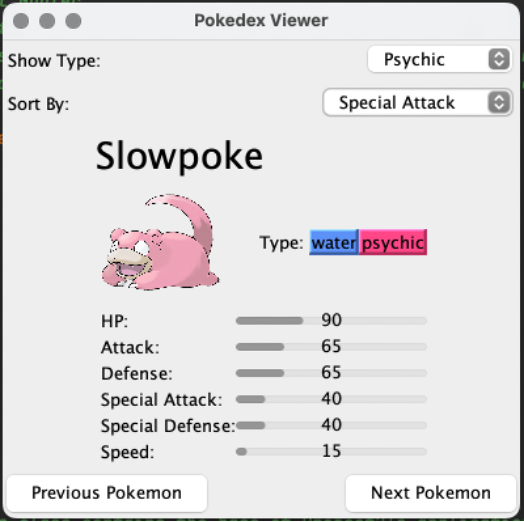 Pokedex Viewer
Show Type: Psychic
Sort By: Special Attack
Slowpoke
Type: water psychic
HP: 90
Attack: 65
Defense: 65
Special Attack: 40
Special Defense: 40
Speed: 15
Previous Pokemon Next Pokemon